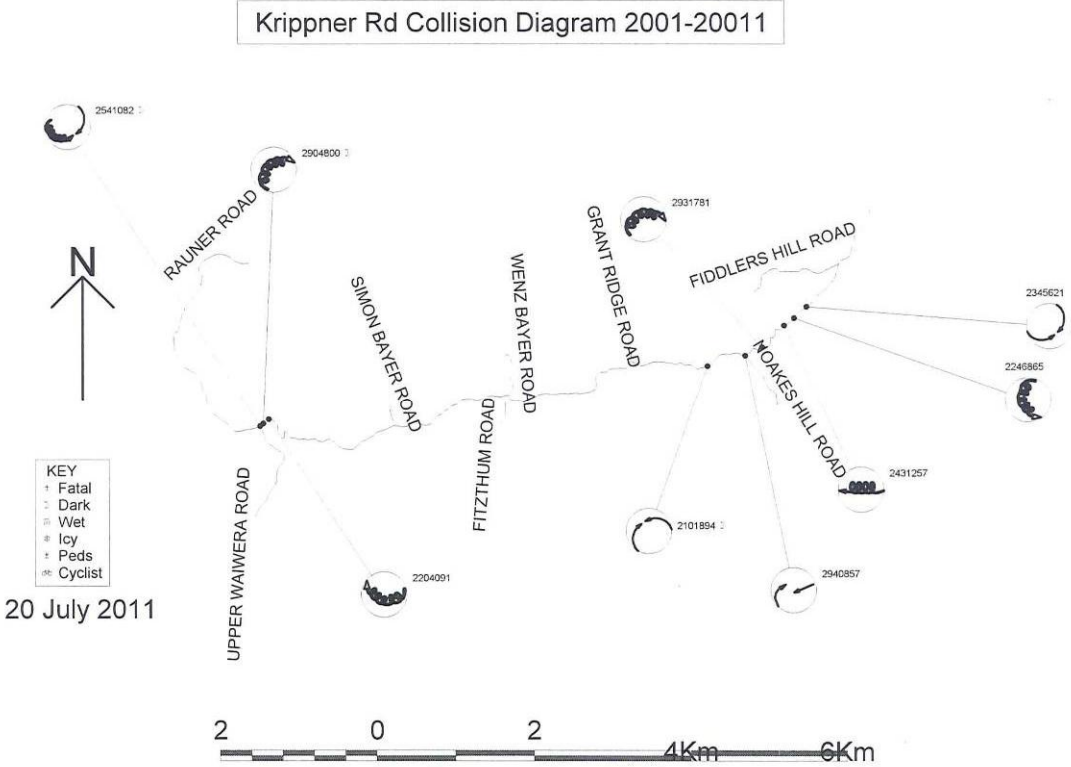 Krippner Rd Collision Diagram 2001-20011
2541082
2904800
2931781
RAUNER ROAD
GRANT RIDGE ROAD
FIDDLERS HILL ROAD
N
WENZ BAYER ROAD
SIMON BAYER ROAD
2345621
2246865
NOAKES HILL ROAD
FITZTHUM ROAD
KEY
Fatal
Dark
Wet
Icy
Peds
Cyclist
UPPER WAIWERA ROAD
2431257
2101894
2940857
2204091
20 July 2011
2 0 2 4Km 6Km